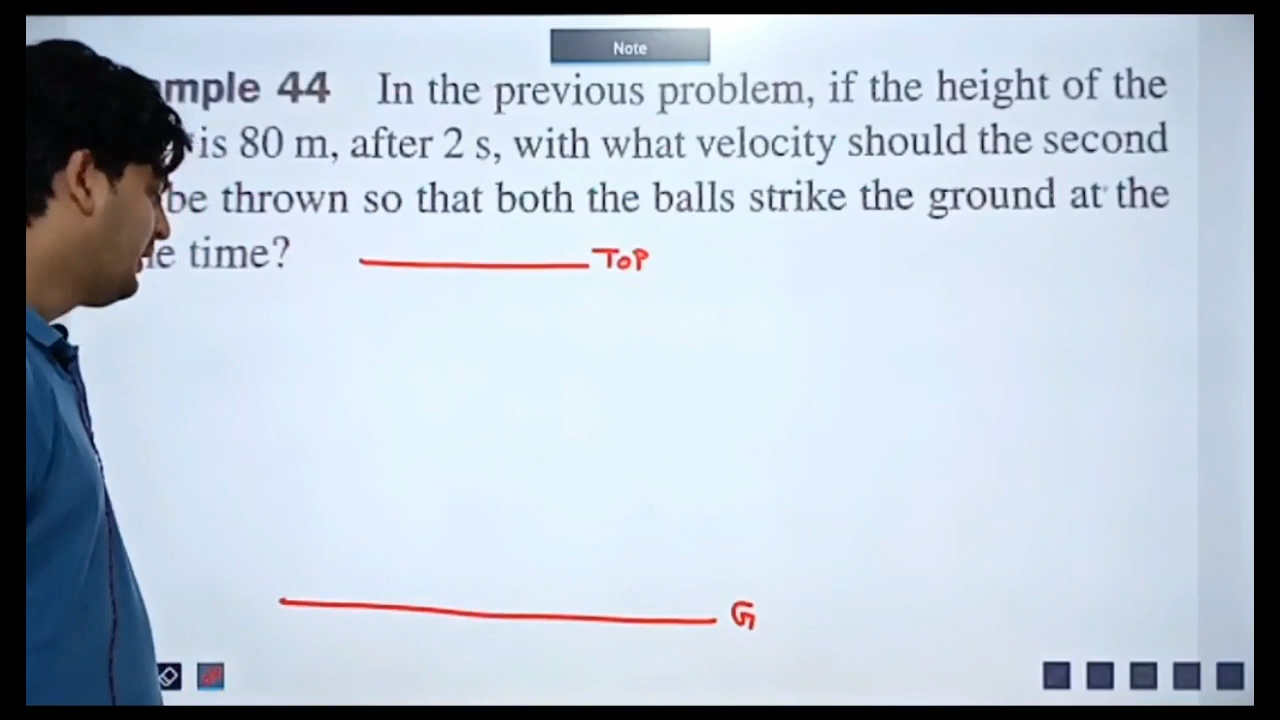 Note
mple 44 In the previous problem, if the height of the
is 80 m, after 2 s, with what velocity should the second
be thrown so that both the balls strike the ground at the
e time?
TOP
G